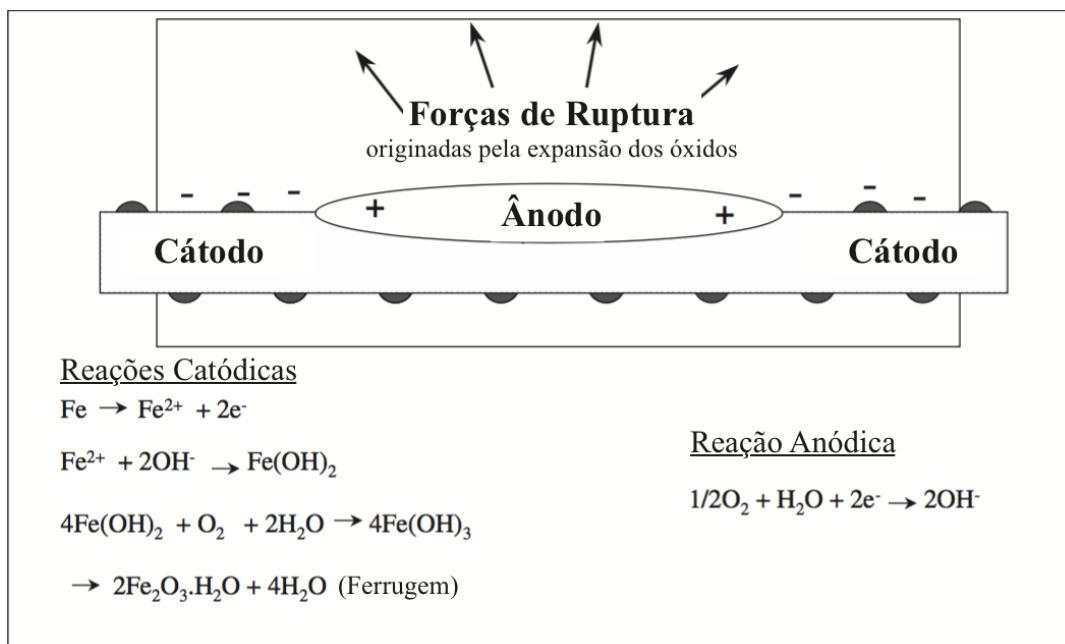 Forças de Ruptura
originadas pela expansão dos óxidos
- - - + Ânodo + - - -
Cátodo Cátodo
Reações Catódicas
Fe → Fe²⁺ + 2e⁻
Fe²⁺ + 2OH⁻ → Fe(OH)₂
4Fe(OH)₂ + O₂ + 2H₂O → 4Fe(OH)₃
→ 2Fe₂O₃.H₂O + 4H₂O (Ferrugem)
Reação Anódica
1/2O₂ + H₂O + 2e⁻ → 2OH⁻